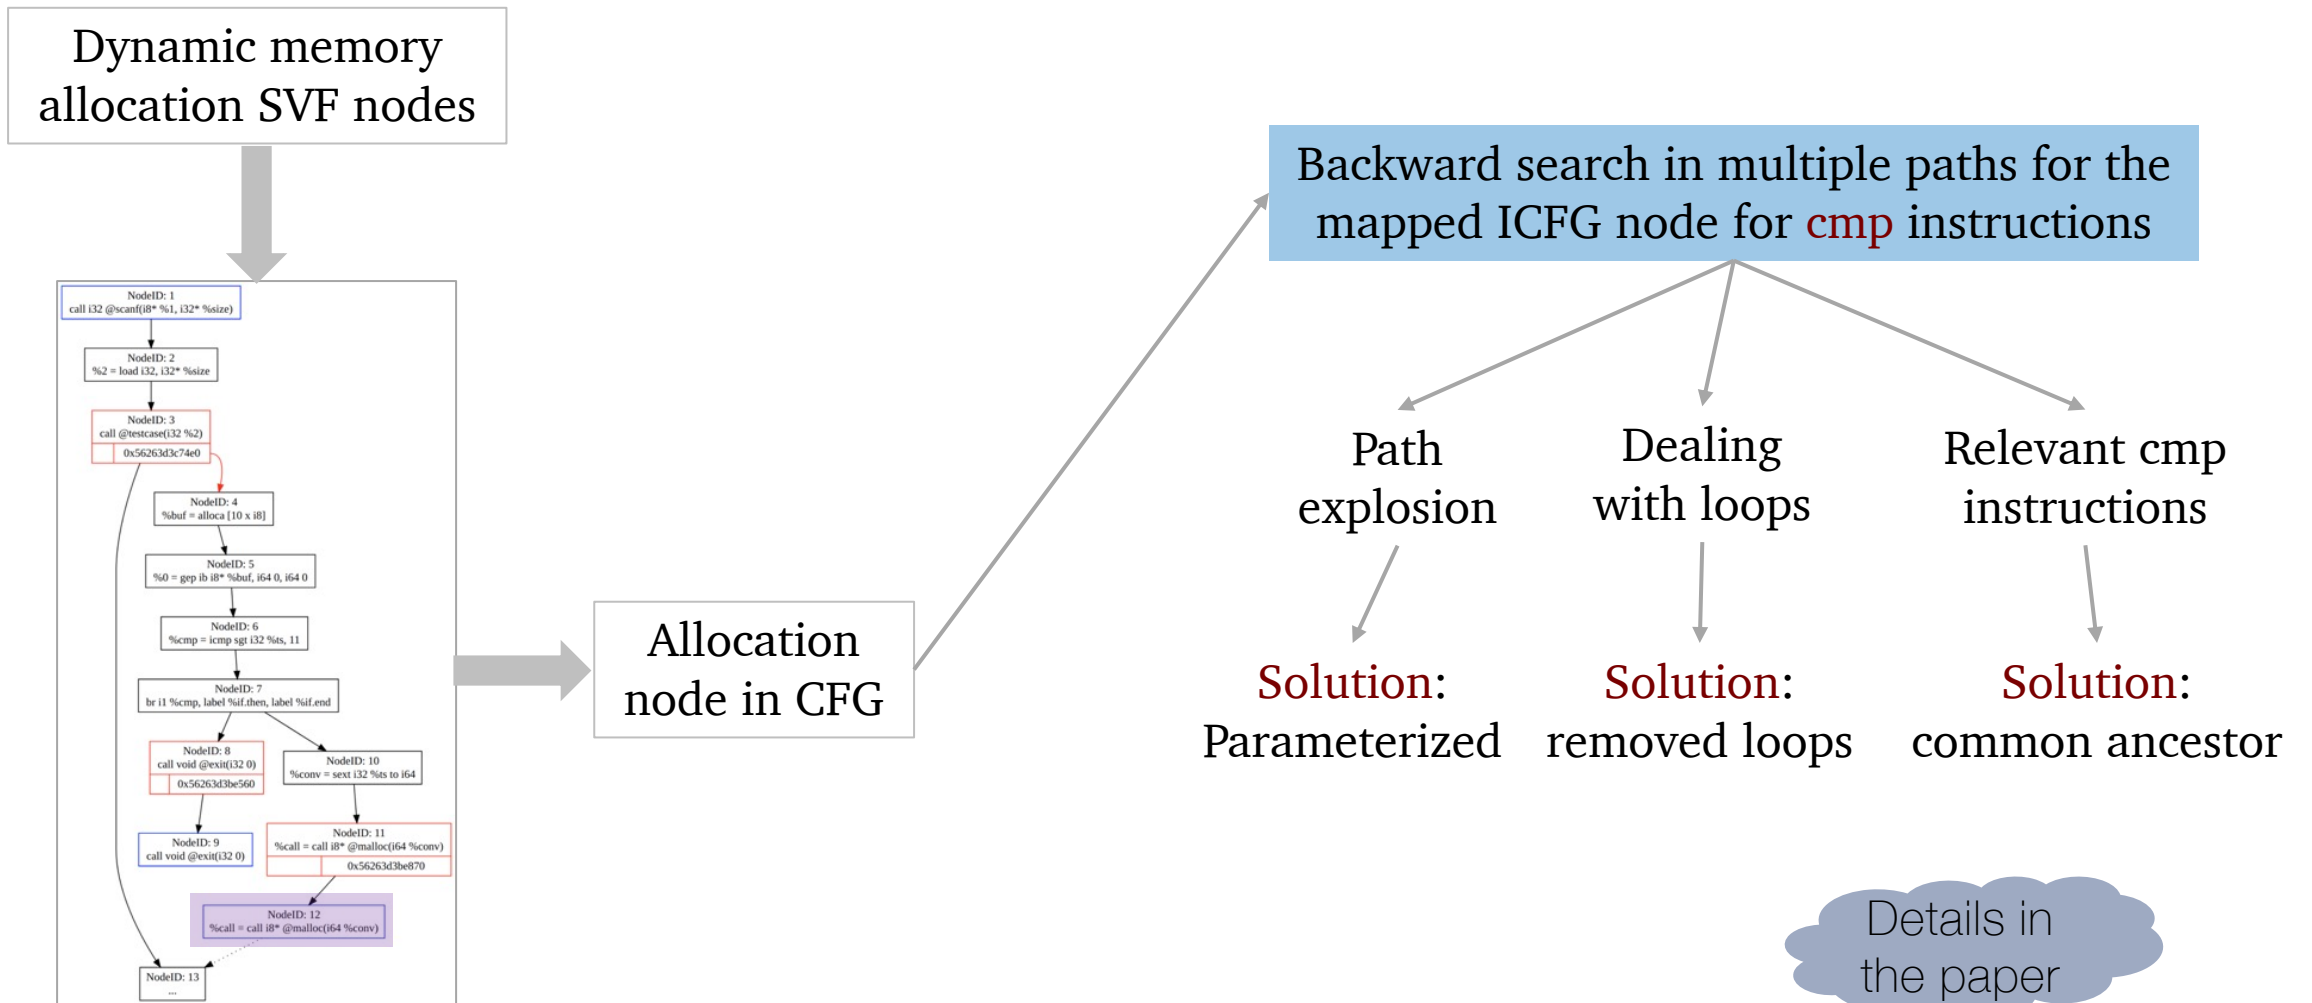 Dynamic memory
allocation SVF nodes
NodeID: 1
call i32 @scanf(i8* %1, i32* %size)
NodeID: 2
%2 = load i32, i32* %size
NodeID: 3
call @testcase(i32 %2)
0x56263d3c74e0
NodeID: 4
%buf = alloca [10 x i8]
NodeID: 5
%0 = gep ib i8* %buf, i64 0, i64 0
NodeID: 6
%cmp = icmp sgt i32 %ts, 11
NodeID: 7
br i1 %cmp, label %if.then, label %if.end
NodeID: 8
call void @exit(i32 0)
0x56263d3be560
NodeID: 10
%conv = sext i32 %ts to i64
NodeID: 9
call void @exit(i32 0)
NodeID: 11
%call = call i8* @malloc(i64 %conv)
0x56263d3be870
NodeID: 12
%call = call i8* @malloc(i64 %conv)
NodeID: 13
...
Allocation
node in CFG
Backward search in multiple paths for the
mapped ICFG node for cmp instructions
Path
explosion
Dealing
with loops
Relevant cmp
instructions
Solution:
Parameterized
Solution:
removed loops
Solution:
common ancestor
Details in
the paper